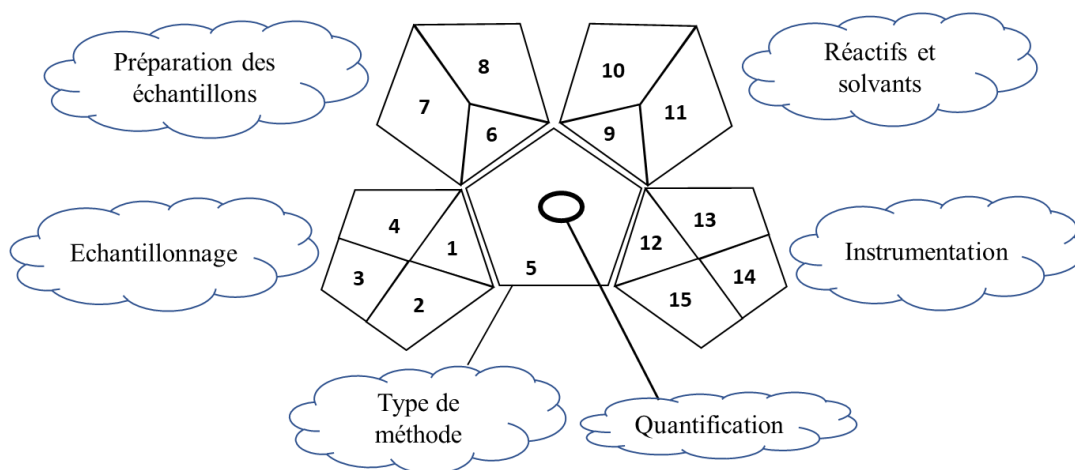 Préparation des
échantillons
8
7
6
10
11
9
Réactifs et
solvants
Echantillonnage
4
1
3
2
5
13
12
14
15
Instrumentation
Type de
méthode
Quantification